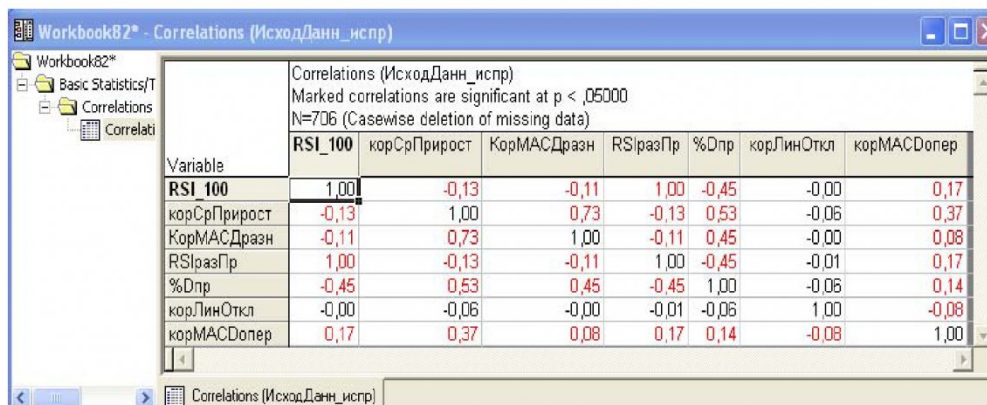 Workbook82* - Correlations (ИсходДанн_испр)
Workbook82*
Basic Statistics/T
Correlations
Correlati
Correlations (ИсходДанн_испр)
Marked correlations are significant at p < ,05000
N=706 (Casewise deletion of missing data)
Variable RSI_100 корСрПрирост КорМАСДразн RSIразПр %Dпр корЛинОткл корМАСDопер
RSI_100 1,00 -0,13 -0,11 1,00 -0,45 -0,00 0,17
корСрПрирост -0,13 1,00 0,73 -0,13 0,53 -0,06 0,37
КорМАСДразн -0,11 0,73 1,00 -0,11 0,45 -0,00 0,08
RSIразПр 1,00 -0,13 -0,11 1,00 -0,45 -0,01 0,17
%Dпр -0,45 0,53 0,45 -0,45 1,00 -0,06 0,14
корЛинОткл -0,00 -0,06 -0,00 -0,01 -0,06 1,00 -0,08
корМАСDопер 0,17 0,37 0,08 0,17 0,14 -0,08 1,00
Correlations (ИсходДанн_испр)